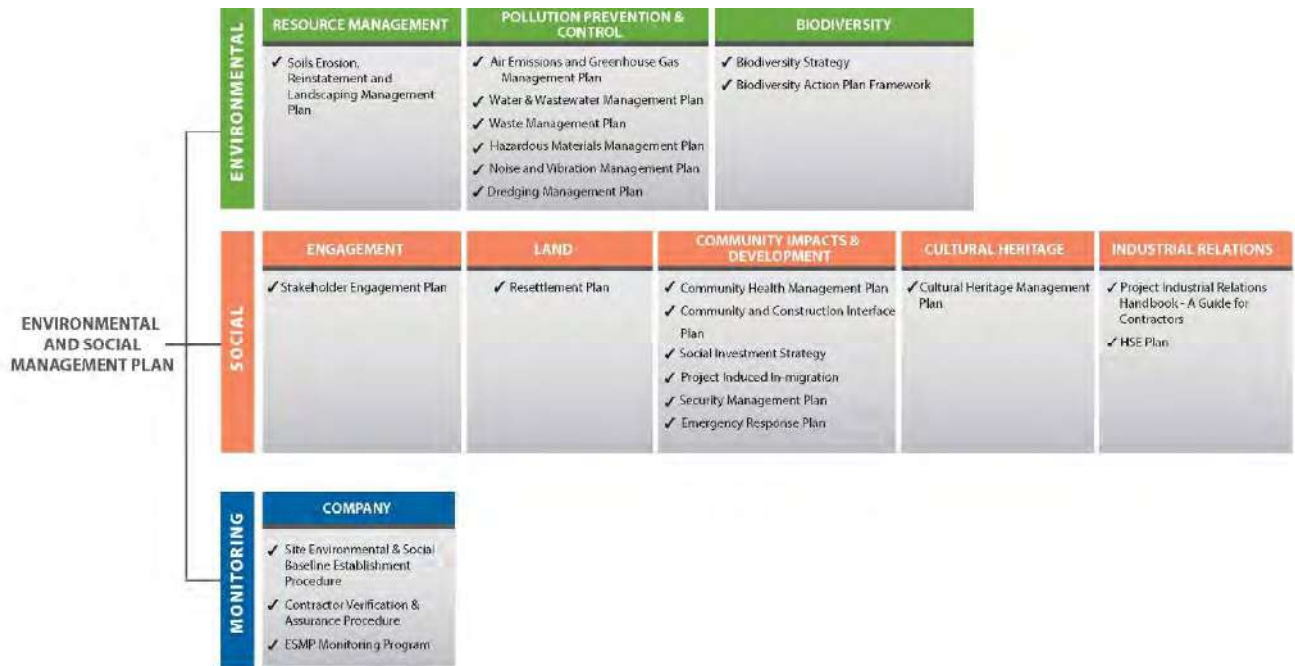 ENVIRONMENTAL
AND SOCIAL
MANAGEMENT PLAN
ENVIRONMENTAL
RESOURCE MANAGEMENT
✓ Soils Erosion,
Reinstatement and
Landscaping Management
Plan
POLLUTION PREVENTION &
CONTROL
✓ Air Emissions and Greenhouse Gas
Management Plan
✓ Water & Wastewater Management Plan
✓ Waste Management Plan
✓ Hazardous Materials Management Plan
✓ Noise and Vibration Management Plan
✓ Dredging Management Plan
BIODIVERSITY
✓ Biodiversity Strategy
✓ Biodiversity Action Plan Framework
SOCIAL
ENGAGEMENT
✓ Stakeholder Engagement Plan
LAND
✓ Resettlement Plan
COMMUNITY IMPACTS &
DEVELOPMENT
✓ Community Health Management Plan
✓ Community and Construction Interface
Plan
✓ Social Investment Strategy
✓ Project Induced In-migration
✓ Security Management Plan
✓ Emergency Response Plan
CULTURAL HERITAGE
✓ Cultural Heritage Management
Plan
INDUSTRIAL RELATIONS
✓ Project Industrial Relations
Handbook - A Guide for
Contractors
✓ HSE Plan
MONITORING
COMPANY
✓ Site Environmental & Social
Baseline Establishment
Procedure
✓ Contractor Verification &
Assurance Procedure
✓ ESMP Monitoring Program